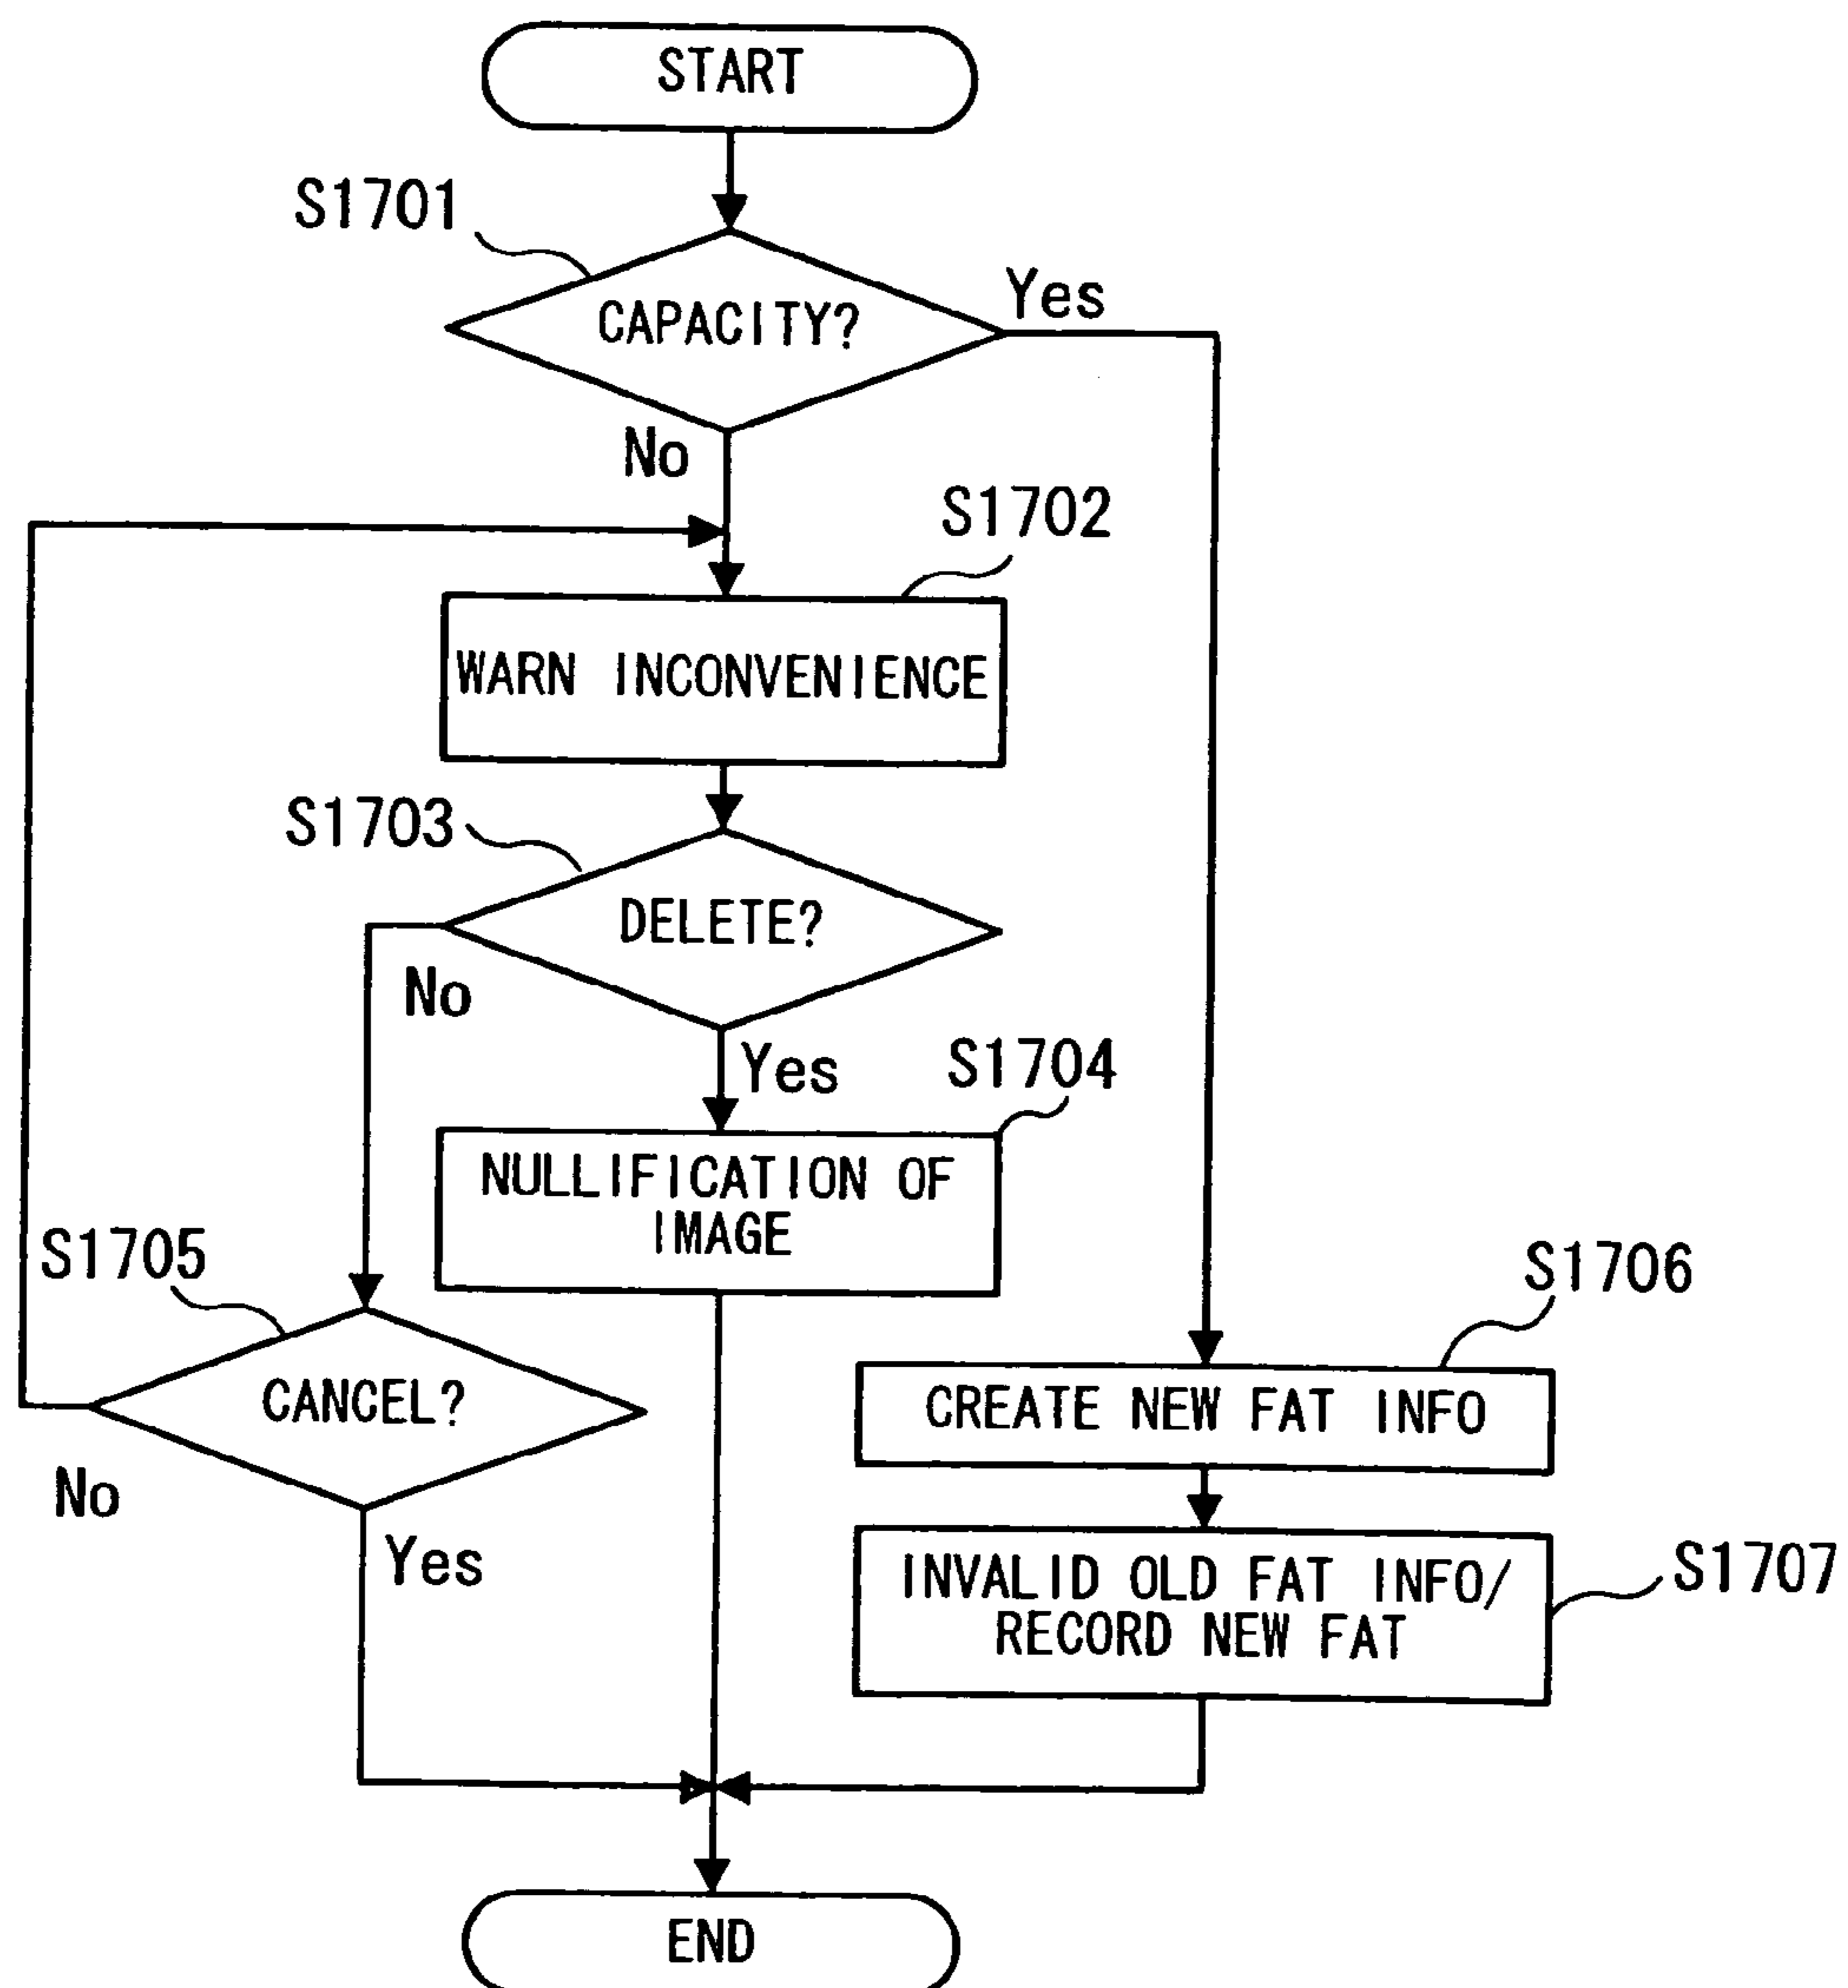 START
S1701
CAPACITY?
Yes
No
S1702
WARN INCONVENIENCE
S1703
DELETE?
No
Yes
S1704
NULLIFICATION OF
IMAGE
S1705
CANCEL?
No
Yes
S1706
CREATE NEW FAT INFO
INVALID OLD FAT INFO/
RECORD NEW FAT
S1707
END